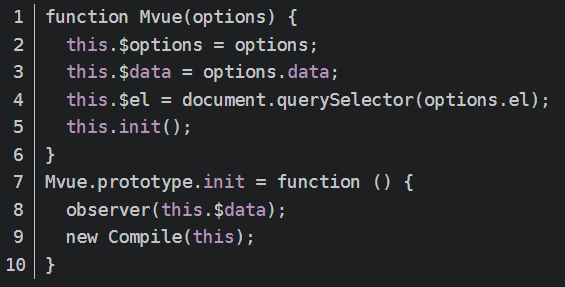 1 function Mvue(options) {
2   this.$options = options;
3   this.$data = options.data;
4   this.$el = document.querySelector(options.el);
5   this.init();
6 }
7 Mvue.prototype.init = function () {
8   observer(this.$data);
9   new Compile(this);
10 }